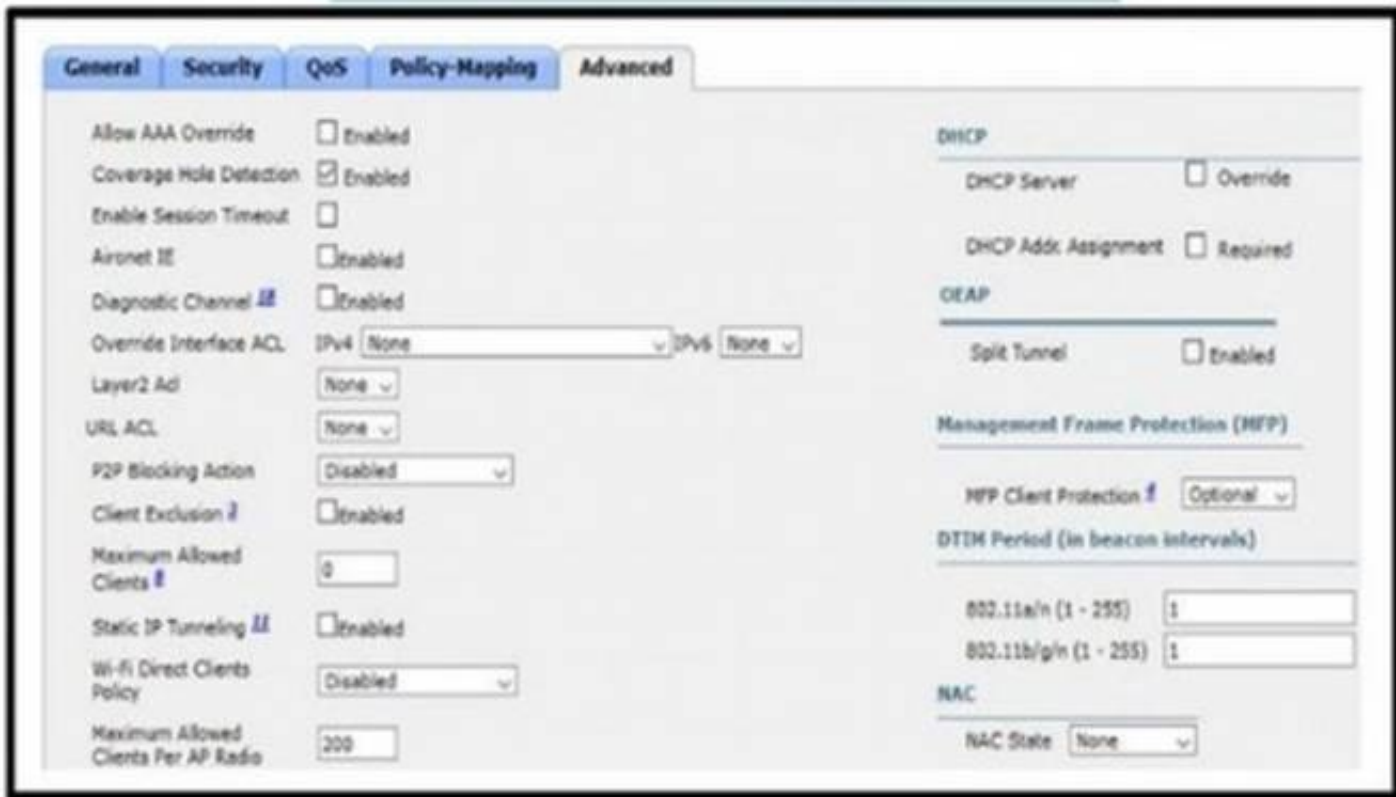 General Security QoS Policy-Mapping Advanced
Allow AAA Override Enabled
Coverage Hole Detection Enabled
Enable Session Timeout
Aironet IE Enabled
Diagnostic Channel 18 Enabled
Override Interface ACL IPv4 None IPv6 None
Layer2 Acl None
URL ACL None
P2P Blocking Action Disabled
Client Exclusion 3 Enabled
Maximum Allowed
Clients 8
0
Static IP Tunneling 11 Enabled
Wi-Fi Direct Clients
Policy
Disabled
Maximum Allowed
Clients Per AP Radio
200
DHCP
DHCP Server Override
DHCP Addr. Assignment Required
OEAP
Split Tunnel Enabled
Management Frame Protection (MFP)
MFP Client Protection 4 Optional
DTIM Period (in beacon intervals)
802.11a/n (1 - 255) 1
802.11b/g/n (1 - 255) 1
NAC
NAC State None